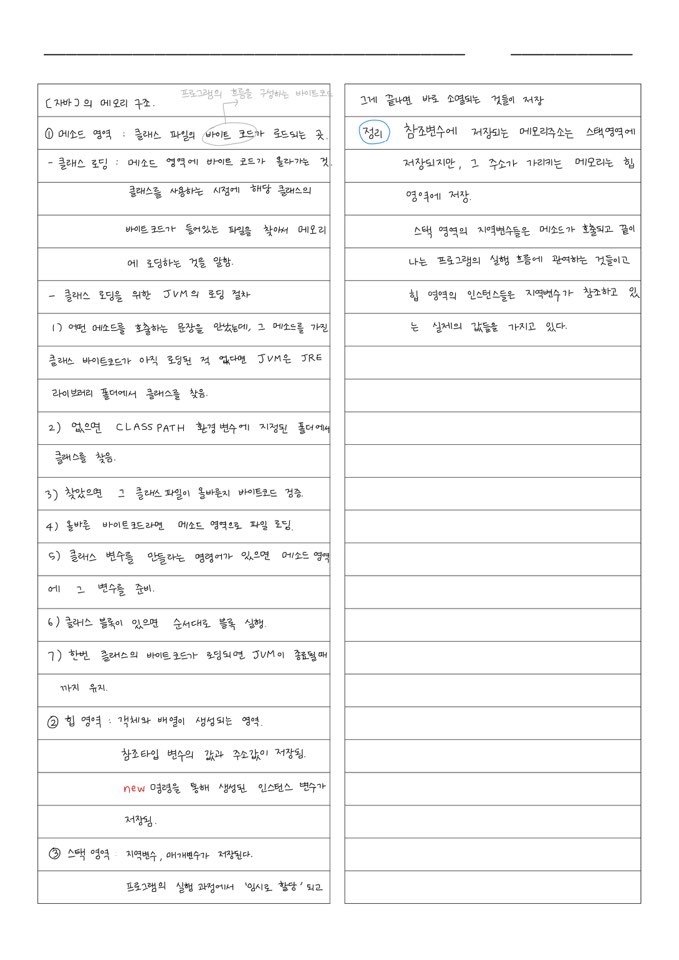 프로그램의 흐름을 구성하는 바이트코드
[자바]의 메모리 구조.
① 메소드 영역 : 클래스 파일의 바이트 코드가 로드되는 곳.
- 클래스 로딩 : 메소드 영역에 바이트 코드가 올라가는 것.
클래스를 사용하는 시점에 해당 클래스의
바이트코드가 들어있는 파일을 찾아서 메모리
에 로딩하는 것을 말함.
- 클래스 로딩을 위한 JVM의 로딩 절차
1) 어떤 메소드를 호출하는 문장을 만났는데, 그 메소드를 가진
클래스 바이트코드가 아직 로딩된 적 없다면 JVM은 JRE
라이브러리 폴더에서 클래스를 찾음.
2) 없으면 CLASSPATH 환경변수에 지정된 폴더에서
클래스를 찾음.
3) 찾았으면 그 클래스파일이 올바른지 바이트코드 검증.
4) 올바른 바이트코드라면 메소드 영역으로 파일 로딩.
5) 클래스 변수를 만들라는 명령어가 있으면 메소드 영역
에 그 변수를 준비.
6) 클래스 블록이 있으면 순서대로 블록 실행.
7) 한번 클래스의 바이트코드가 로딩되면 JVM이 종료될때
까지 유지.
② 힙 영역 : 객체와 배열이 생성되는 영역.
참조타입 변수의 값과 주소값이 저장됨.
new 명령을 통해 생성된 인스턴스 변수가
저장됨.
③ 스택 영역 : 지역변수, 매개변수가 저장된다.
프로그램의 실행 과정에서 '임시로 할당' 되고
그게 끝나면 바로 소멸되는 것들이 저장
정리 참조변수에 저장되는 메모리주소는 스택영역에
저장되지만, 그 주소가 가리키는 메모리는 힙
영역에 저장.
스택 영역의 지역변수들은 메소드가 호출되고 끝이
나는 프로그램의 실행 흐름에 관여하는 것들이고
힙 영역의 인스턴스들은 지역변수가 참조하고 있
는 실제의 값들을 가지고 있다.